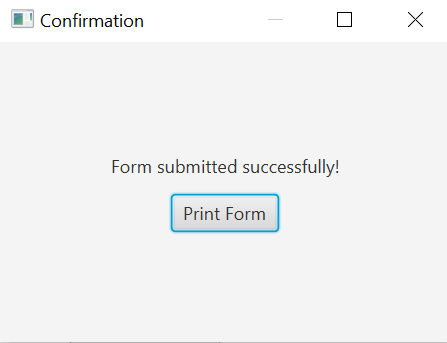 Confirmation
Form submitted successfully!
Print Form